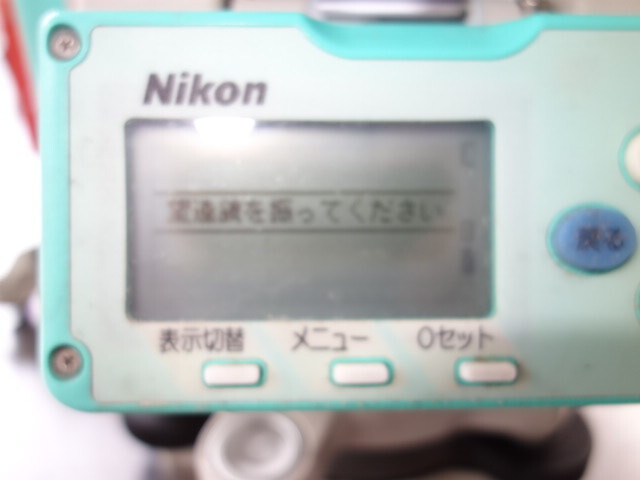 Nikon
望遠鏡を振ってください
戻る
表示切替
メニュー
0セット